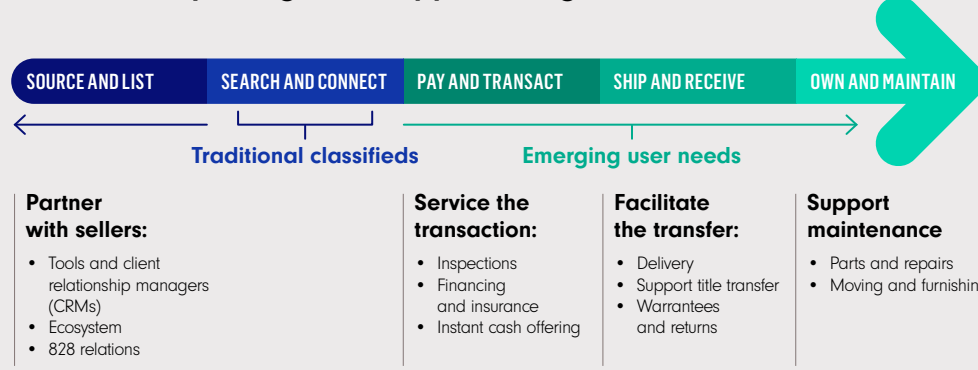 SOURCE AND LIST
SEARCH AND CONNECT
PAY AND TRANSACT
SHIP AND RECEIVE
OWN AND MAINTAIN
Traditional classifieds
Emerging user needs
Partner
with sellers:
• Tools and client
relationship managers
(CRMs)
• Ecosystem
• 828 relations
Service the
transaction:
• Inspections
• Financing
and insurance
• Instant cash offering
Facilitate
the transfer:
• Delivery
• Support title transfer
• Warrantees
and returns
Support
maintenance
• Parts and repairs
• Moving and